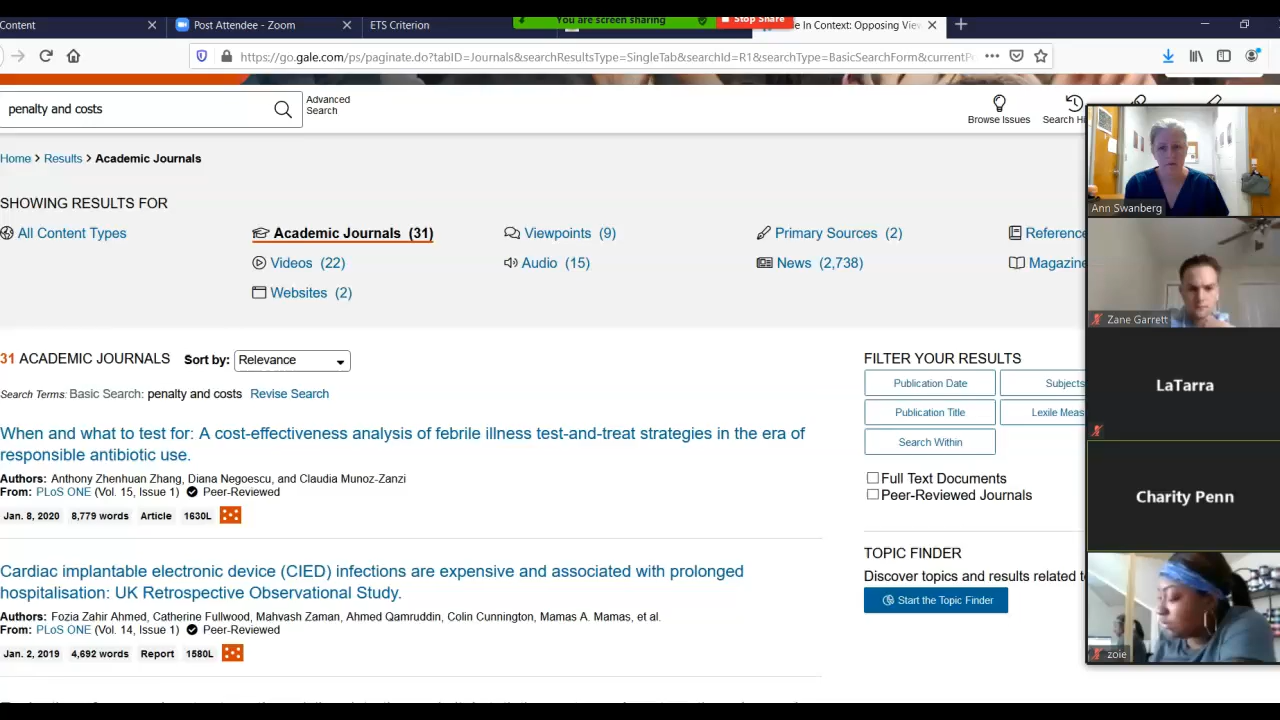 Content
Post Attendee - Zoom
ETS Criterion
You are screen sharing
Stop Share
e In Context: Opposing View
https://go.gale.com/ps/paginate.do?tabID=Journals&searchResultsType=SingleTab&searchId=R1&searchType=BasicSearchForm&currentPo
penalty and costs
Advanced
Search
Browse Issues
Search Hi
Home > Results > Academic Journals
SHOWING RESULTS FOR
All Content Types
Academic Journals (31)
Viewpoints (9)
Primary Sources (2)
Reference
Videos (22)
Audio (15)
News (2,738)
Magazine
Websites (2)
31 ACADEMIC JOURNALS
Sort by: Relevance
Search Terms: Basic Search: penalty and costs Revise Search
When and what to test for: A cost-effectiveness analysis of febrile illness test-and-treat strategies in the era of
responsible antibiotic use.
Authors: Anthony Zhenhuan Zhang, Diana Negoescu, and Claudia Munoz-Zanzi
From: PLoS ONE (Vol. 15, Issue 1) Peer-Reviewed
Jan. 8, 2020 8,779 words Article 1630L
Cardiac implantable electronic device (CIED) infections are expensive and associated with prolonged
hospitalisation: UK Retrospective Observational Study.
Authors: Fozia Zahir Ahmed, Catherine Fullwood, Mahvash Zaman, Ahmed Qamruddin, Colin Cunnington, Mamas A. Mamas, et al.
From: PLoS ONE (Vol. 14, Issue 1) Peer-Reviewed
Jan. 2, 2019 4,692 words Report 1580L
FILTER YOUR RESULTS
Publication Date
Subjects
Publication Title
Lexile Meas
Search Within
Full Text Documents
Peer-Reviewed Journals
TOPIC FINDER
Discover topics and results related to
Start the Topic Finder
Ann Swanberg
Zane Garrett
LaTarra
Charity Penn
zoie